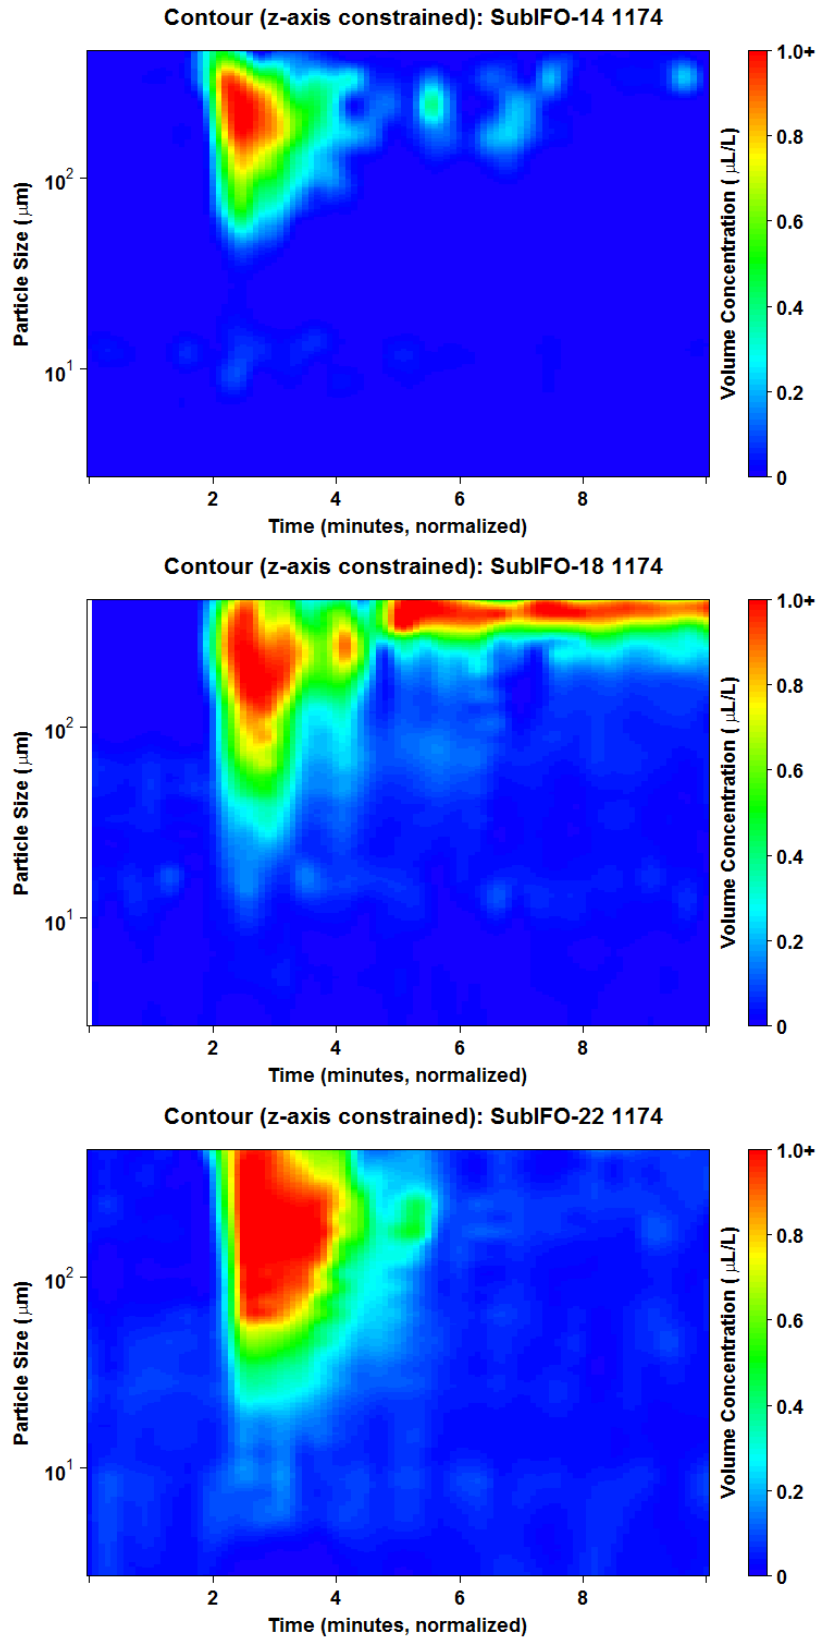 Contour (z-axis constrained): SubIFO-14 1174
Particle Size (μm)
10²
10¹
2 4 6 8
Time (minutes, normalized)
1.0+
0.8
0.6
0.4
0.2
0
Volume Concentration (μL/L)
Contour (z-axis constrained): SubIFO-18 1174
Particle Size (μm)
10²
10¹
2 4 6 8
Time (minutes, normalized)
1.0+
0.8
0.6
0.4
0.2
0
Volume Concentration (μL/L)
Contour (z-axis constrained): SubIFO-22 1174
Particle Size (μm)
10²
10¹
2 4 6 8
Time (minutes, normalized)
1.0+
0.8
0.6
0.4
0.2
0
Volume Concentration (μL/L)